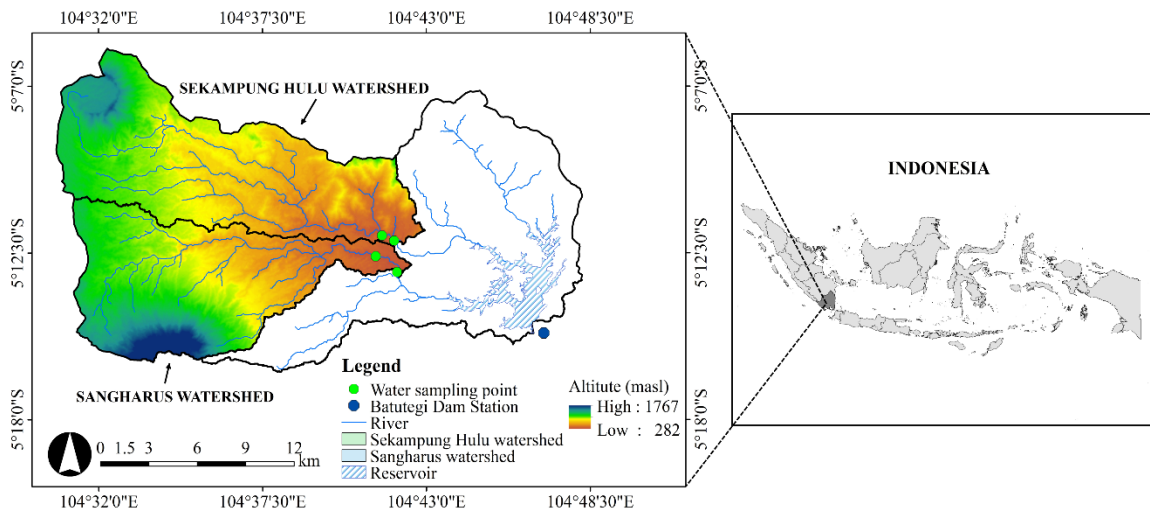 104°32'0"E 104°37'30"E 104°43'0"E 104°48'30"E
5°7'0"S
5°7'0"S
SEKAMPUNG HULU WATERSHED
INDONESIA
5°12'30"S
5°12'30"S
SANGHARUS WATERSHED
5°18'0"S
5°18'0"S
Legend
Water sampling point
Batutegi Dam Station
River
Sekampung Hulu watershed
Sangharus watershed
Reservoir
Altitute (masl)
High : 1767
Low : 282
0 1.5 3 6 9 12
km
104°32'0"E 104°37'30"E 104°43'0"E 104°48'30"E